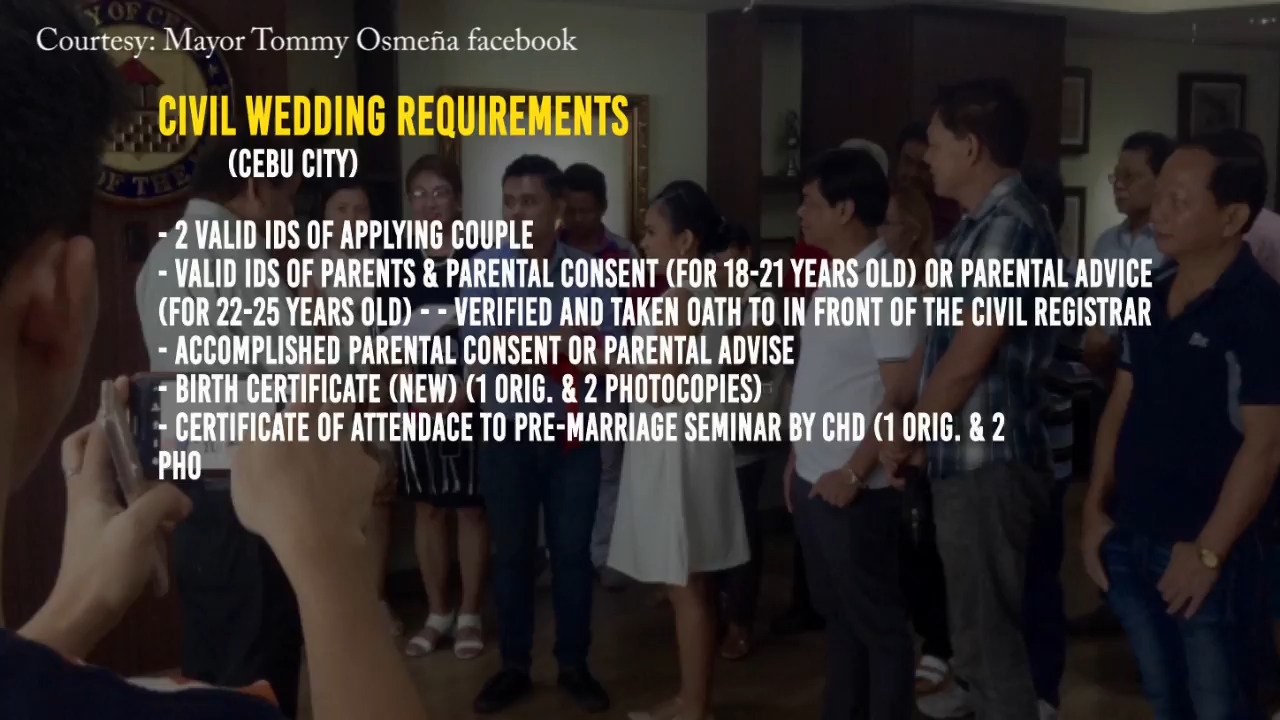 Courtesy: Mayor Tommy Osmeña facebook
CIVIL WEDDING REQUIREMENTS
(CEBU CITY)
- 2 VALID IDS OF APPLYING COUPLE
- VALID IDS OF PARENTS & PARENTAL CONSENT (FOR 18-21 YEARS OLD) OR PARENTAL ADVICE
(FOR 22-25 YEARS OLD) - - VERIFIED AND TAKEN OATH TO IN FRONT OF THE CIVIL REGISTRAR
- ACCOMPLISHED PARENTAL CONSENT OR PARENTAL ADVISE
- BIRTH CERTIFICATE (NEW) (1 ORIG. & 2 PHOTOCOPIES)
- CERTIFICATE OF ATTENDACE TO PRE-MARRIAGE SEMINAR BY CHD (1 ORIG. & 2
PHO